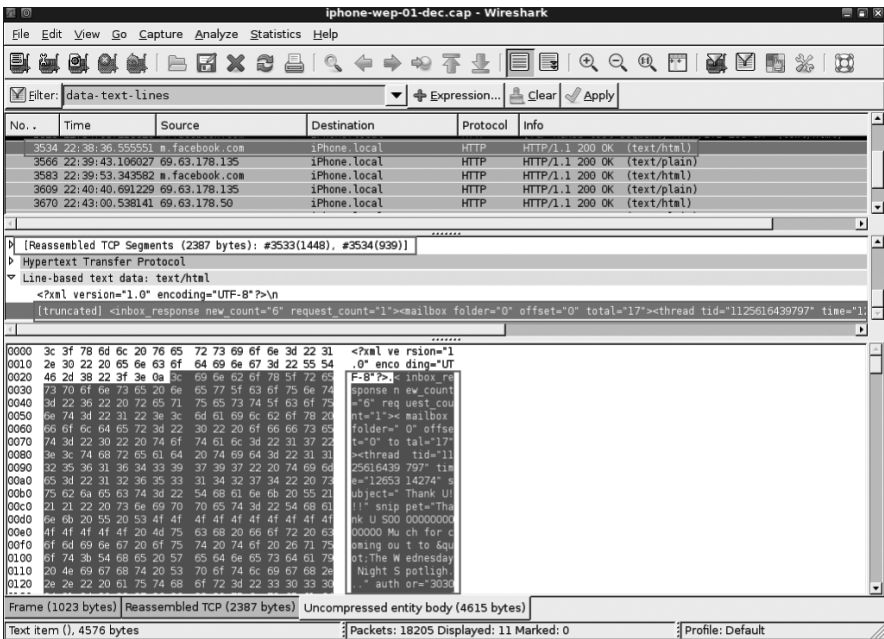 iphone-wep-01-dec.cap - Wireshark
File Edit View Go Capture Analyze Statistics Help
Filter: data-text-lines Expression... Clear Apply
No. . Time Source Destination Protocol Info
3534 22:38:36.555551 m.facebook.com iPhone.local HTTP HTTP/1.1 200 OK (text/html)
3566 22:39:43.106027 69.63.178.135 iPhone.local HTTP HTTP/1.1 200 OK (text/plain)
3583 22:39:53.343582 m.facebook.com iPhone.local HTTP HTTP/1.1 200 OK (text/html)
3609 22:40:40.691229 69.63.178.135 iPhone.local HTTP HTTP/1.1 200 OK (text/plain)
3670 22:43:00.538141 69.63.178.50 iPhone.local HTTP HTTP/1.1 200 OK (text/html)
[Reassembled TCP Segments (2387 bytes): #3533(1448), #3534(939)]
Hypertext Transfer Protocol
Line-based text data: text/html
<?xml version="1.0" encoding="UTF-8"?>\n
[truncated] <inbox_response new_count="6" request_count="1"><mailbox folder="0" offset="0" total="17"><thread tid="1125616439797" time="1
0000 3c 3f 78 6d 6c 20 76 65 72 73 69 6f 6e 3d 22 31 <?xml ve rsion="1
0010 2e 30 22 20 65 6e 63 6f 64 69 6e 67 3d 22 55 54 .0" enco ding="UT
0020 46 2d 38 22 3f 3e 0a 3c 69 6e 62 6f 78 5f 72 65 F-8"?>.< inbox_re
0030 73 70 6f 6e 73 65 20 6e 65 77 5f 63 6f 75 6e 74 sponse n ew_count
0040 3d 22 36 22 20 72 65 71 75 65 73 74 5f 63 6f 75 ="6" req uest_cou
0050 6e 74 3d 22 31 22 3e 3c 6d 61 69 6c 62 6f 78 20 nt="1">< mailbox
0060 66 6f 6c 64 65 72 3d 22 30 22 20 6f 66 66 73 65 folder=" 0" offse
0070 74 3d 22 30 22 20 74 6f 74 61 6c 3d 22 31 37 22 t="0" to tal="17"
0080 3e 3c 74 68 72 65 61 64 20 74 69 64 3d 22 31 31 ><thread tid="11
0090 32 35 36 31 36 34 33 39 37 39 37 22 20 74 69 6d 25616439 797" tim
00a0 65 3d 22 31 32 36 35 33 31 34 32 37 34 22 20 73 e="12653 14274" s
00b0 75 62 6a 65 63 74 3d 22 54 68 61 6e 6b 20 55 21 ubject=" Thank U!
00c0 21 21 22 20 73 6e 69 70 70 65 74 3d 22 54 68 61 !!" snip pet="Tha
00d0 6e 6b 20 55 20 53 4f 4f 4f 4f 4f 4f 4f 4f 4f 4f nk U SOO OOOOOOOO
00e0 4f 4f 4f 4f 4f 20 4d 75 63 68 20 66 6f 72 20 63 OOOOO Mu ch for c
00f0 6f 6d 69 6e 67 20 6f 75 74 20 74 6f 20 26 71 75 oming ou t to &qu
0100 6f 74 3b 54 68 65 20 57 65 64 6e 65 73 64 61 79 ot;The W ednesday
0110 20 4e 69 67 68 74 20 53 70 6f 74 6c 69 67 68 2e Night S potligh.
0120 2e 2e 22 20 61 75 74 68 6f 72 3d 22 33 30 33 30 .." auth or="3030
Frame (1023 bytes) Reassembled TCP (2387 bytes) Uncompressed entity body (4615 bytes)
Text item (), 4576 bytes Packets: 18205 Displayed: 11 Marked: 0 Profile: Default